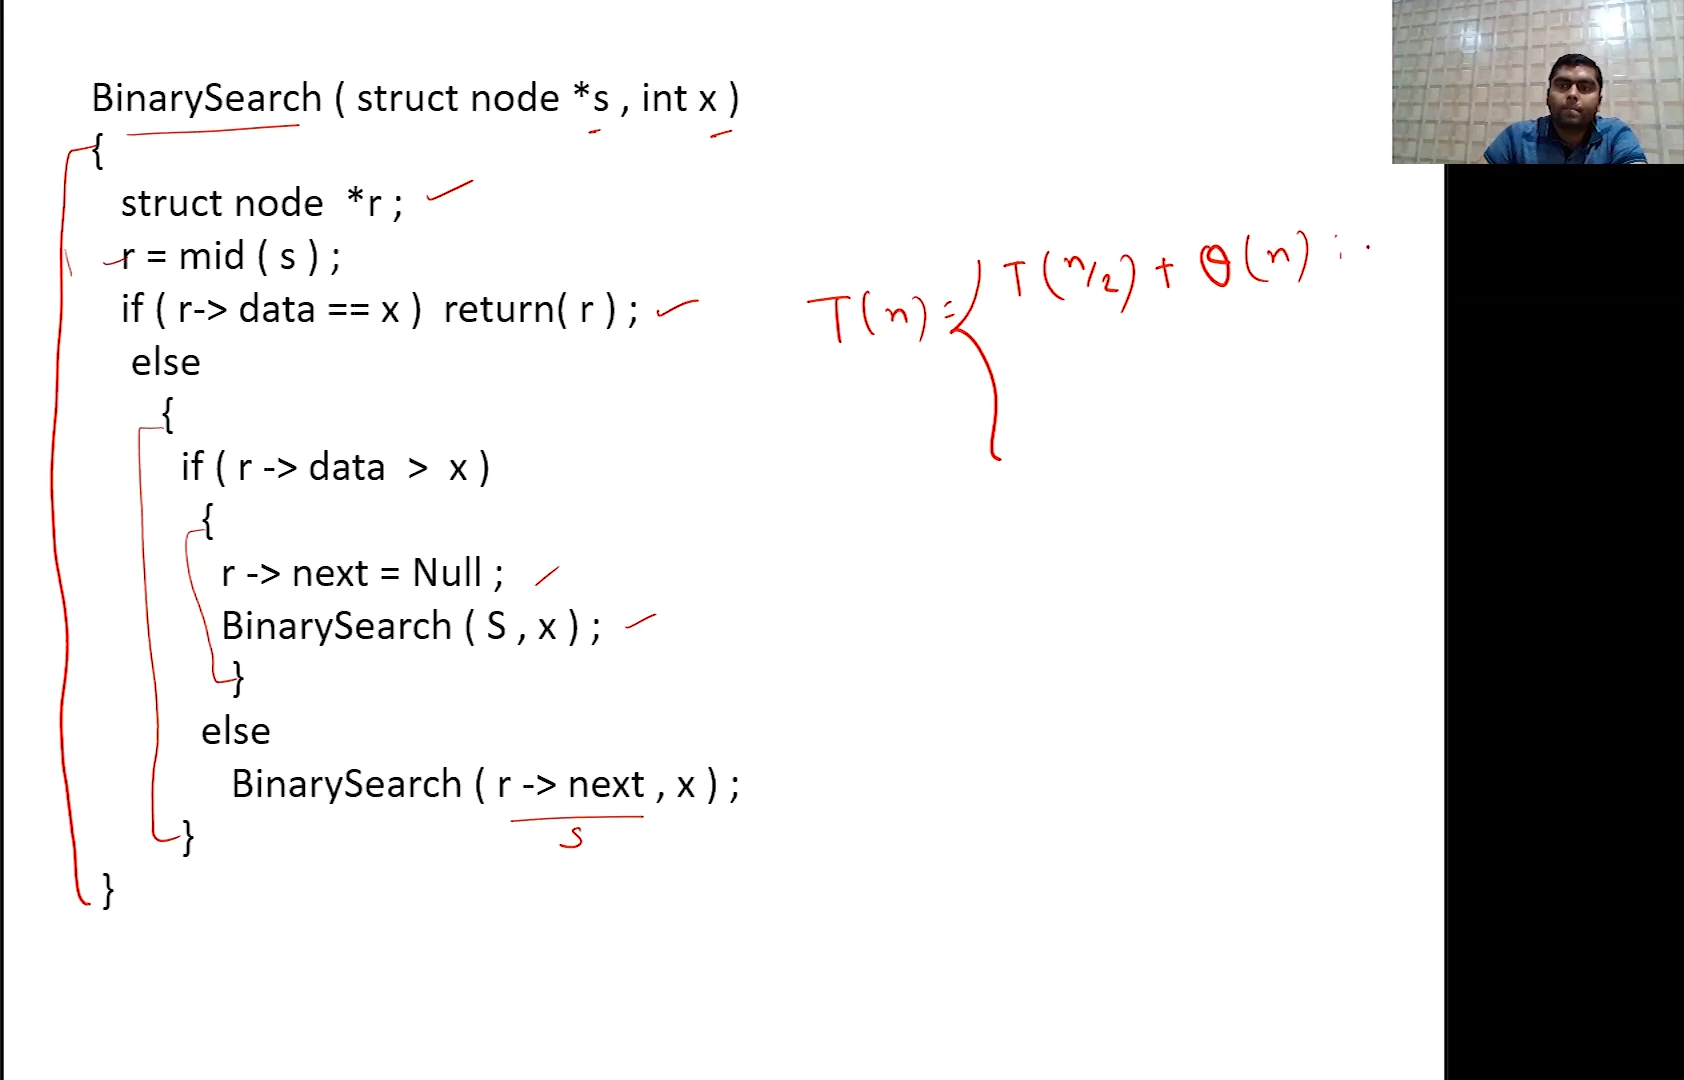 BinarySearch ( struct node *s , int x )
{
struct node *r ;
r = mid ( s ) ;
if ( r-> data == x ) return( r ) ;
else
{
if ( r -> data > x )
{
r -> next = Null ;
BinarySearch ( S , x ) ;
}
else
BinarySearch ( r -> next , x ) ;
s
}
}
T(n) = { T(n/2) + θ(n) :